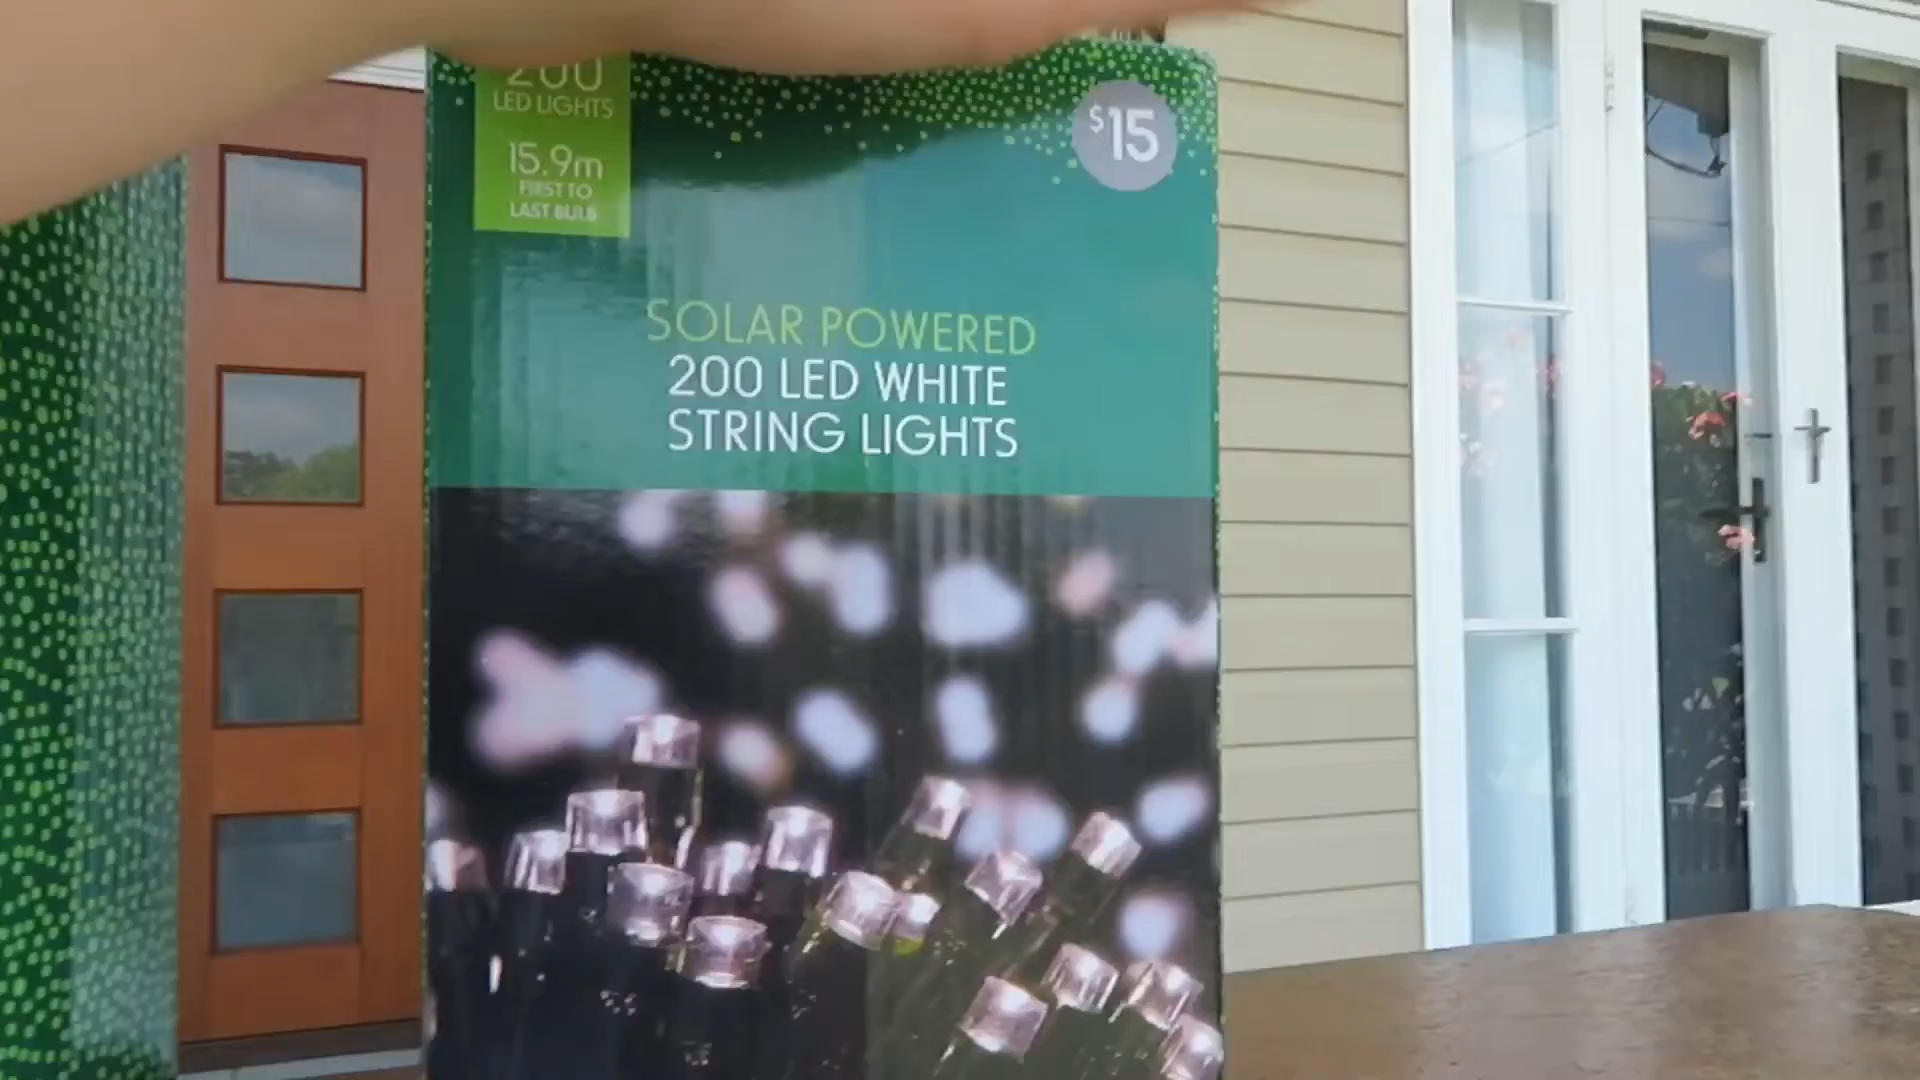 200
LED LIGHTS
15.9m
FIRST TO
LAST BULB
$15
SOLAR POWERED
200 LED WHITE
STRING LIGHTS